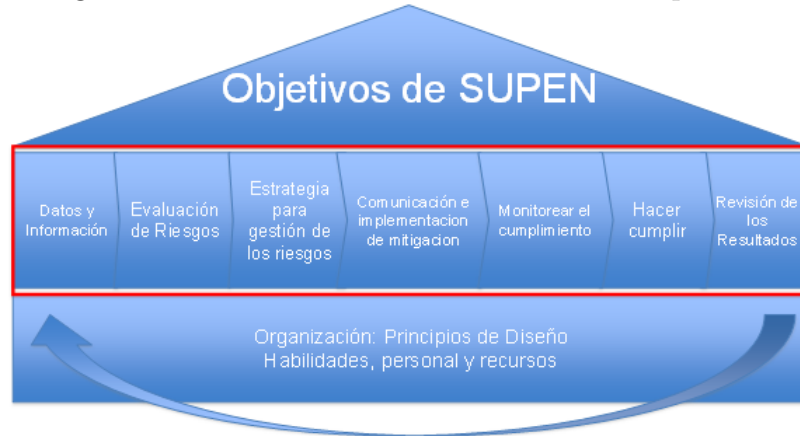 Objetivos de SUPEN
Datos y
Información
Evaluación
de Riesgos
Estrategia
para
gestión de
los riesgos
Comunicación e
implementacion
de mitigacion
Monitorear el
cumplimiento
Hacer
cumplir
Revisión de
los
Resultados
Organización: Principios de Diseño
Habilidades, personal y recursos